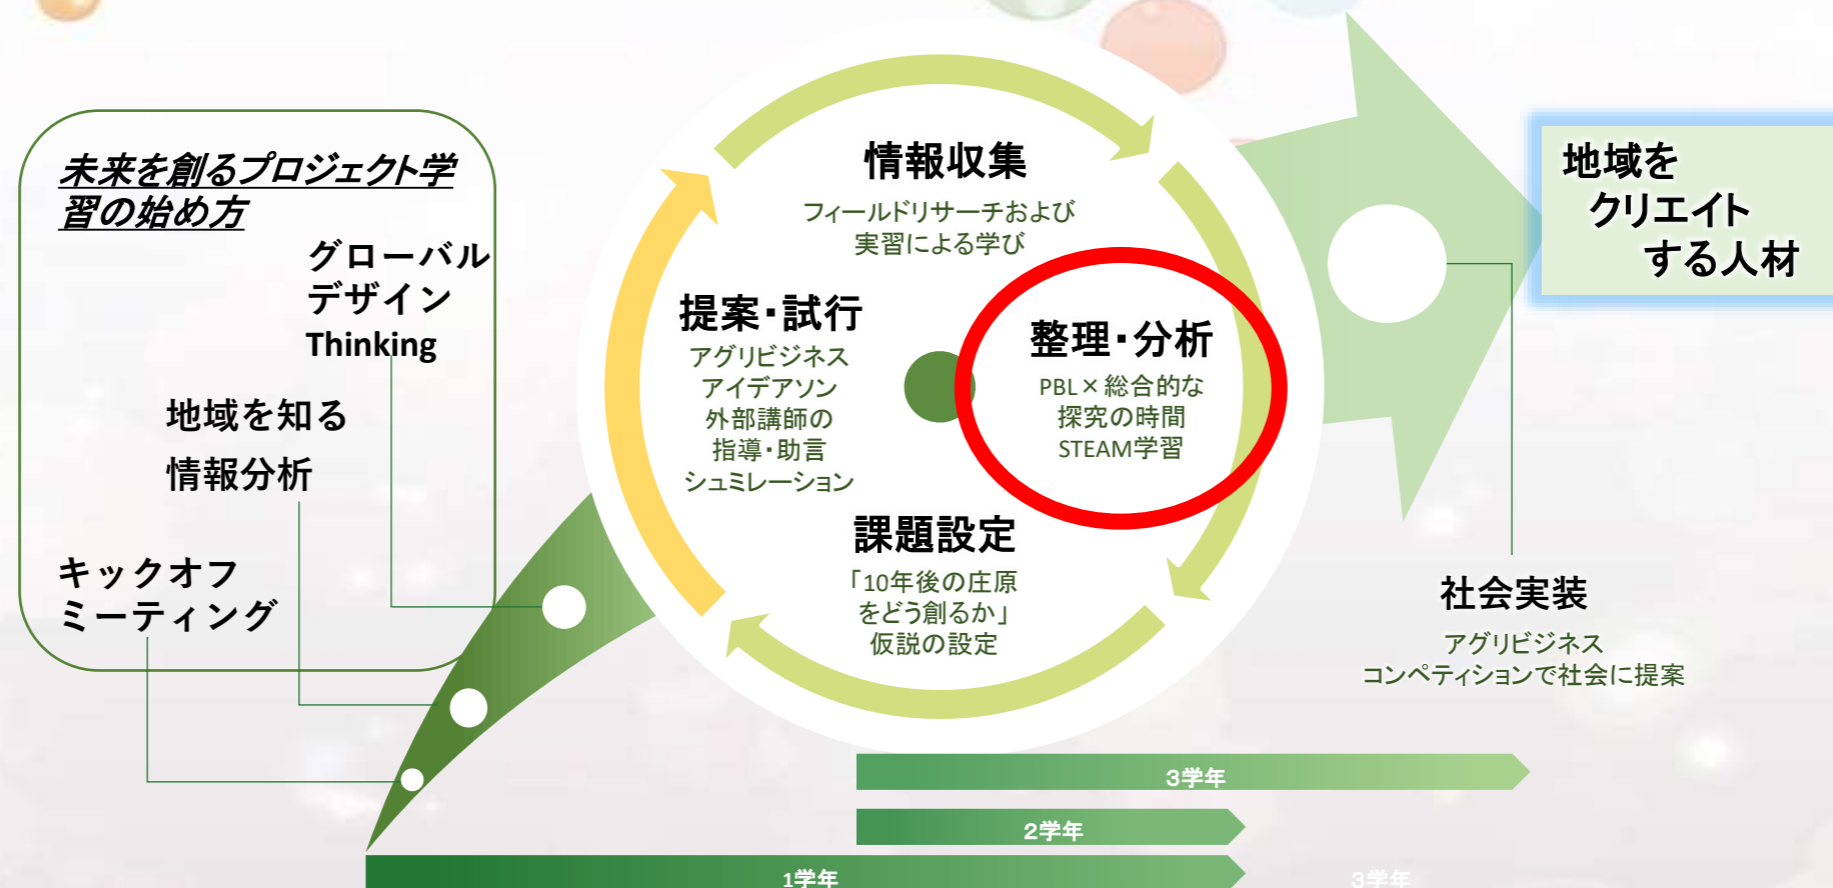 未来を創るプロジェクト学
習の始め方
グローバル
デザイン
Thinking
地域を知る
情報分析
キックオフ
ミーティング
情報収集
フィールドリサーチおよび
実習による学び
提案・試行
アグリビジネス
アイデアソン
外部講師の
指導・助言
シュミレーション
整理・分析
PBL×総合的な
探究の時間
STEAM学習
課題設定
「10年後の庄原
をどう創るか」
仮説の設定
地域を
クリエイト
する人材
社会実装
アグリビジネス
コンペティションで社会に提案
3学年
2学年
1学年
3学年